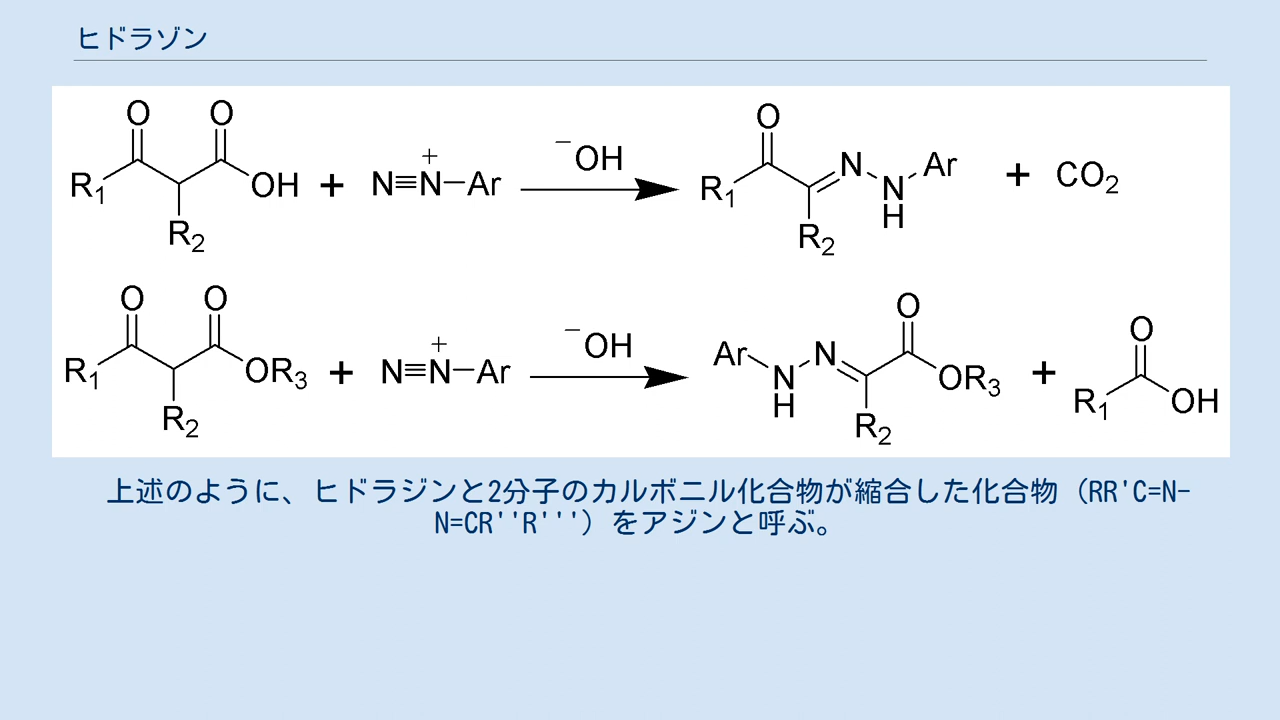 ヒドラゾン
O O O
R₁ OH + N≡N–Ar ⁺ ⁻OH R₁ N N H Ar + CO₂
R₂ R₂
O O O O
R₁ OR₃ + N≡N–Ar ⁺ ⁻OH Ar N H N OR₃ + R₁ OH
R₂ R₂
上述のように、ヒドラジンと2分子のカルボニル化合物が縮合した化合物（RR'C=N-
N=CR''R'''）をアジンと呼ぶ。